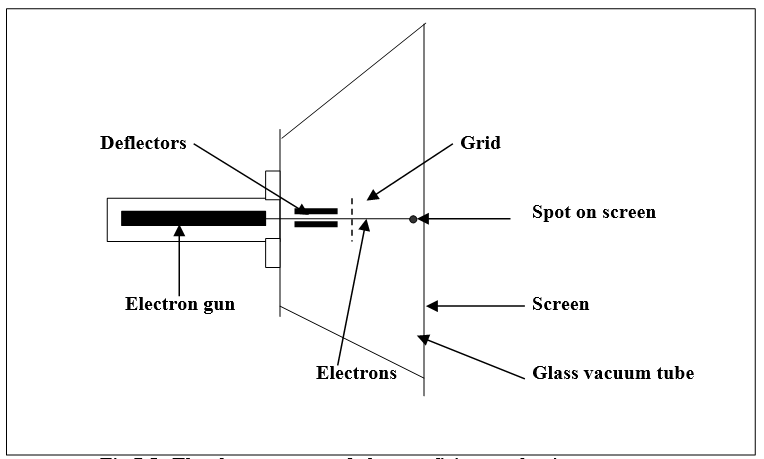 Deflectors
Grid
Spot on screen
Electron gun
Screen
Electrons
Glass vacuum tube